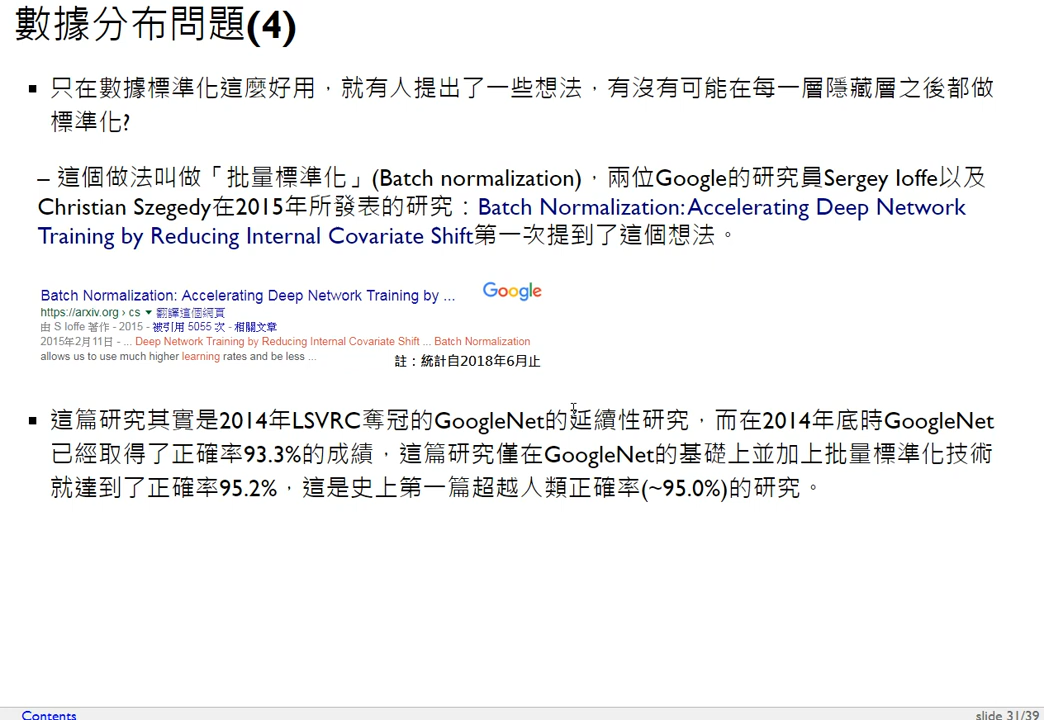 數據分布問題(4)
▪ 只在數據標準化這麼好用，就有人提出了一些想法，有沒有可能在每一層隱藏層之後都做
標準化?
– 這個做法叫做「批量標準化」(Batch normalization)，兩位Google的研究員Sergey Ioffe以及
Christian Szegedy在2015年所發表的研究：Batch Normalization: Accelerating Deep Network
Training by Reducing Internal Covariate Shift第一次提到了這個想法。
Batch Normalization: Accelerating Deep Network Training by ...
Google
https://arxiv.org › cs ▼ 翻譯這個網頁
由 S Ioffe 著作 - 2015 - 被引用 5055 次 - 相關文章
2015年2月11日 - ... Deep Network Training by Reducing Internal Covariate Shift ... Batch Normalization
allows us to use much higher learning rates and be less ...
註：統計自2018年6月止
▪ 這篇研究其實是2014年LSVRC奪冠的GoogleNet的延續性研究，而在2014年底時GoogleNet
已經取得了正確率93.3%的成績，這篇研究僅在GoogleNet的基礎上並加上批量標準化技術
就達到了正確率95.2%，這是史上第一篇超越人類正確率(~95.0%)的研究。
Contents
slide 31/39